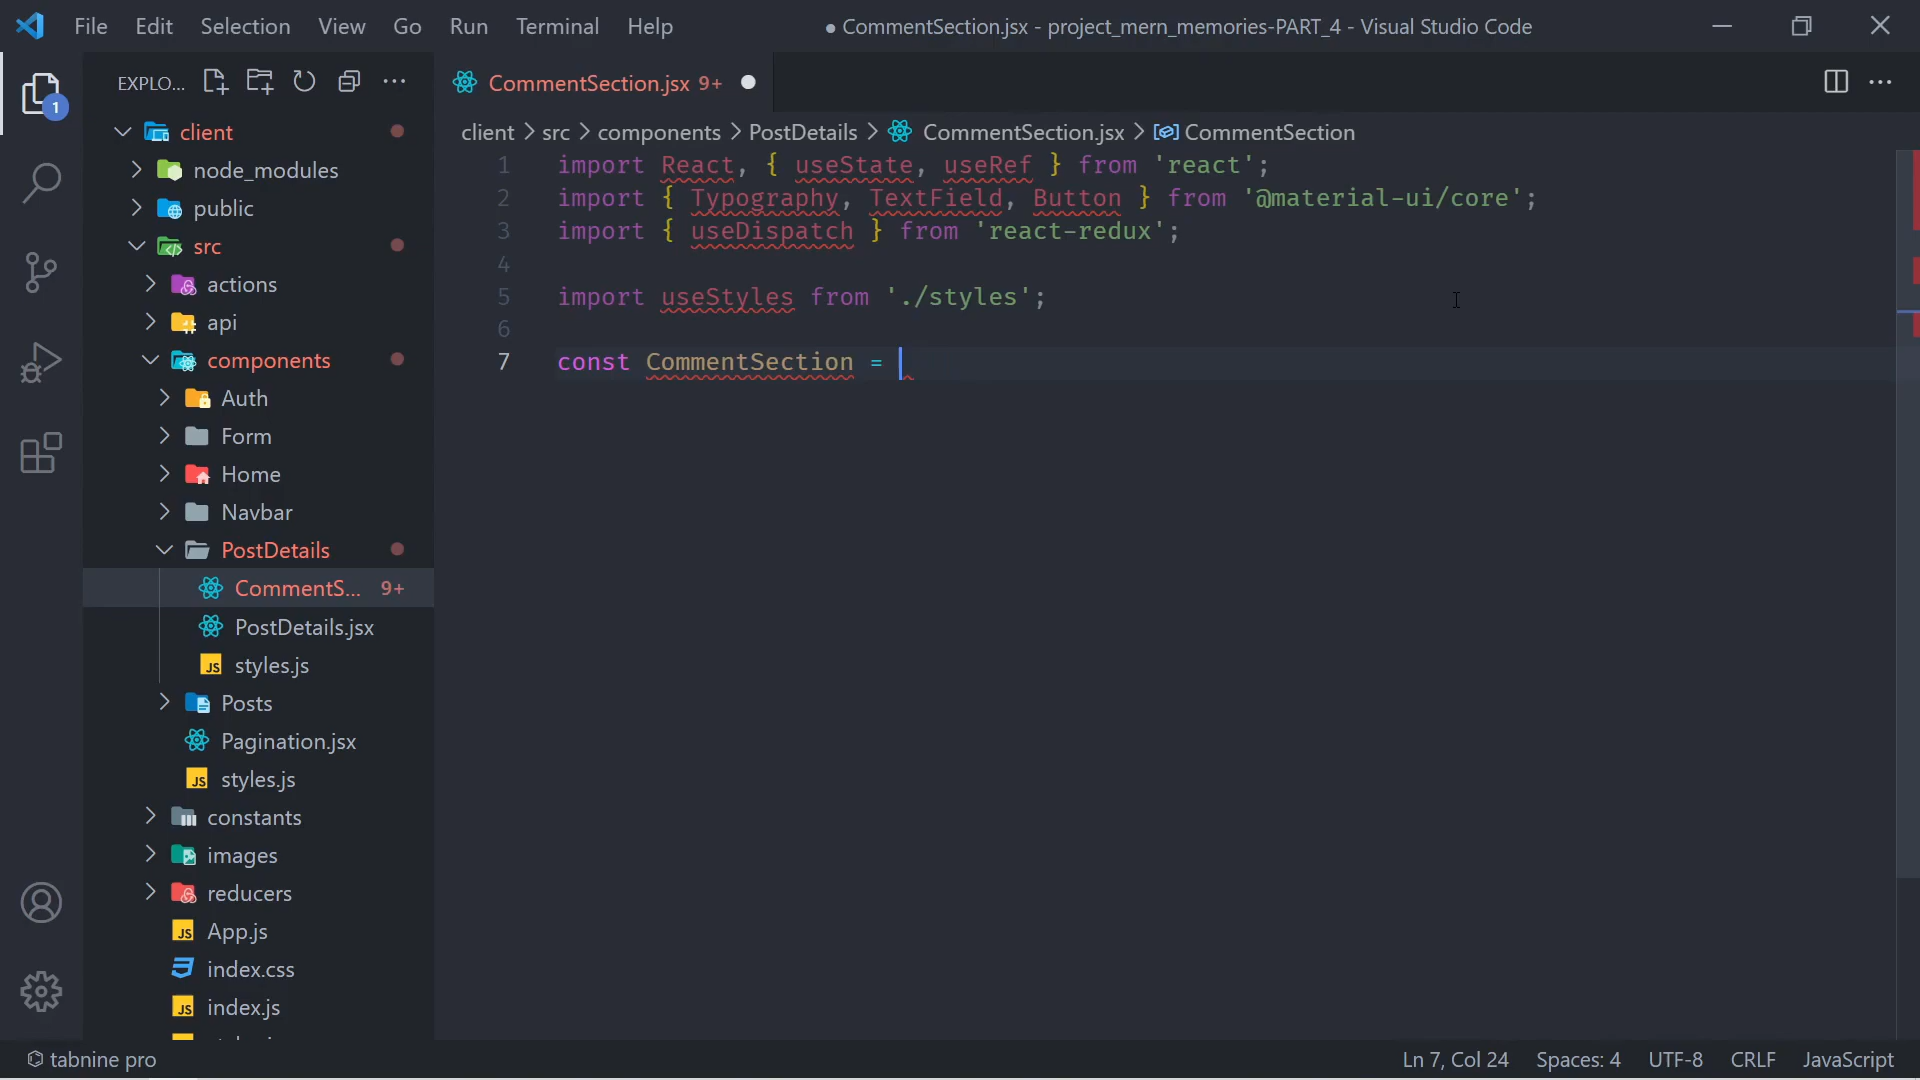 File Edit Selection View Go Run Terminal Help
● CommentSection.jsx - project_mern_memories-PART_4 - Visual Studio Code
EXPLO...
CommentSection.jsx 9+
1
client
node_modules
public
src
actions
api
components
Auth
Form
Home
Navbar
PostDetails
CommentS... 9+
PostDetails.jsx
styles.js
Posts
Pagination.jsx
styles.js
constants
images
reducers
App.js
index.css
index.js
client > src > components > PostDetails > CommentSection.jsx > CommentSection
1 import React, { useState, useRef } from 'react';
2 import { Typography, TextField, Button } from '@material-ui/core';
3 import { useDispatch } from 'react-redux';
4
5 import useStyles from './styles';
6
7 const CommentSection =
tabnine pro
Ln 7, Col 24 Spaces: 4 UTF-8 CRLF JavaScript